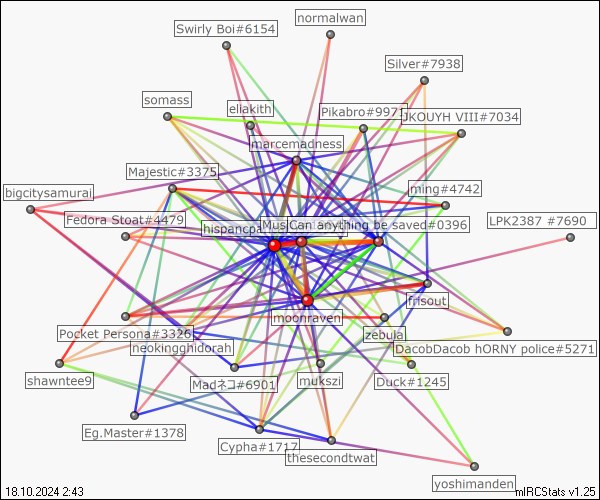 normalwan
Swirly Boi#6154
Silver#7938
somass
eliakith
Pikabro#997
JKOUYH VIII#7034
marcemadness
Majestic#3375
ming#4742
bigcitysamurai
Fedora Stoat#4479
LPK2387 #7690
hispancpa
Mus
Can anything be saved#0396
frisout
moonraven
Pocket Persona#3326
zebula
neokingghidorah
DacobDacob hORNY police#5271
shawntee9
Madネコ#6901
mukszi
Duck#1245
Eg.Master#1378
Cypha#1717
thesecondtwat
yoshimanden
18.10.2024 2:43
mIRCStats v1.25